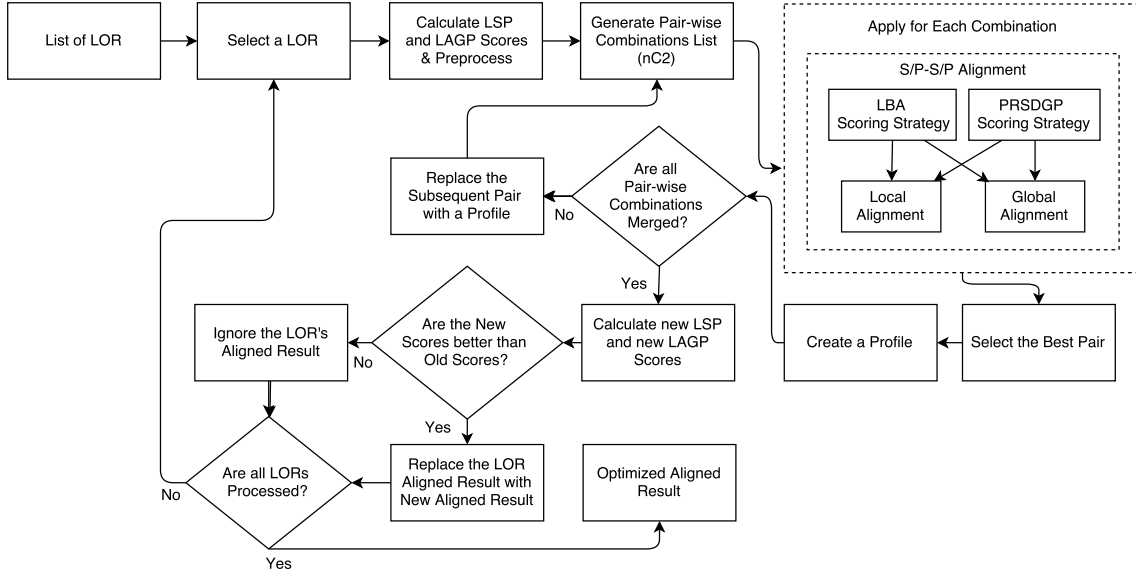 List of LOR
Select a LOR
Calculate LSP
and LAGP Scores
& Preprocess
Generate Pair-wise
Combinations List
(nC2)
Apply for Each Combination
S/P-S/P Alignment
LBA
Scoring Strategy
PRSDGP
Scoring Strategy
Local
Alignment
Global
Alignment
Replace the
Subsequent Pair
with a Profile
No
Are all
Pair-wise
Combinations
Merged?
Yes
Ignore the LOR's
Aligned Result
No
Are the New
Scores better than
Old Scores?
Calculate new LSP
and new LAGP
Scores
Create a Profile
Select the Best Pair
Yes
Are all LORs
Processed?
No
Replace the LOR
Aligned Result with
New Aligned Result
Optimized Aligned
Result
Yes